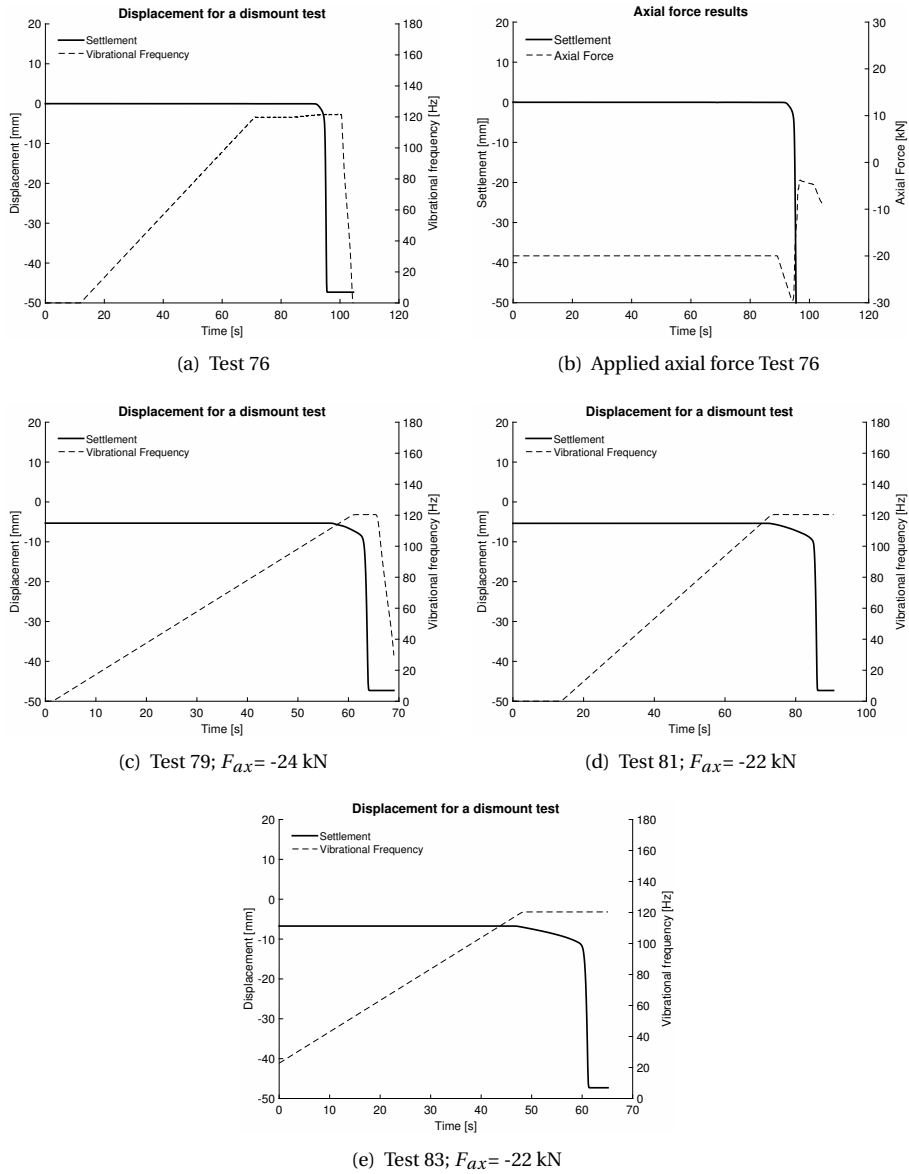 Displacement for a dismount test
Settlement
Vibrational Frequency
20
10
0
-10
-20
-30
-40
-50
Displacement [mm]
180
160
140
120
100
80
60
40
20
0
Vibrational frequency [Hz]
0 20 40 60 80 100 120
Time [s]
(a) Test 76
Axial force results
Settlement
Axial Force
20
10
0
-10
-20
-30
-40
-50
Settlement [mm]]
30
20
10
0
-10
-20
-30
Axial Force [kN]
0 20 40 60 80 100 120
Time [s]
(b) Applied axial force Test 76
Displacement for a dismount test
Settlement
Vibrational Frequency
20
10
0
-10
-20
-30
-40
-50
Displacement [mm]
180
160
140
120
100
80
60
40
20
0
Vibrational frequency [Hz]
0 10 20 30 40 50 60 70
Time [s]
(c) Test 79; Fax= -24 kN
Displacement for a dismount test
Settlement
Vibrational Frequency
20
10
0
-10
-20
-30
-40
-50
Displacement [mm]
180
160
140
120
100
80
60
40
20
0
Vibrational frequency [Hz]
0 20 40 60 80 100
Time [s]
(d) Test 81; Fax= -22 kN
Displacement for a dismount test
Settlement
Vibrational Frequency
20
10
0
-10
-20
-30
-40
-50
Displacement [mm]
180
160
140
120
100
80
60
40
20
0
Vibrational frequency [Hz]
0 10 20 30 40 50 60 70
Time [s]
(e) Test 83; Fax= -22 kN